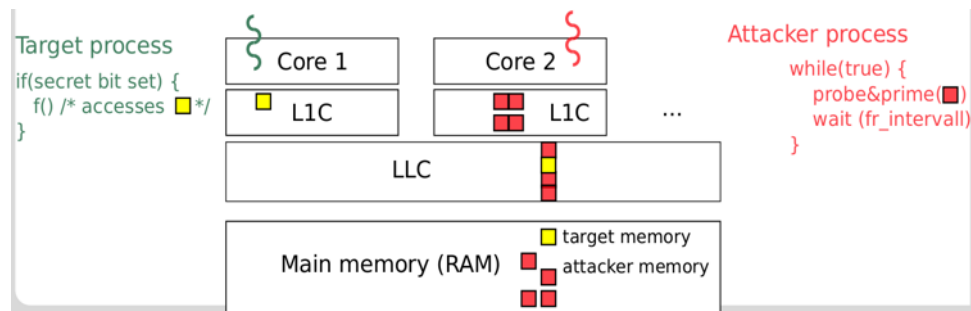 Target process
if(secret bit set) {
f() /* accesses */
}
Core 1
L1C
Core 2
L1C
...
LLC
Main memory (RAM)
target memory
attacker memory
Attacker process
while(true) {
probe&prime( )
wait (fr_intervall)
}